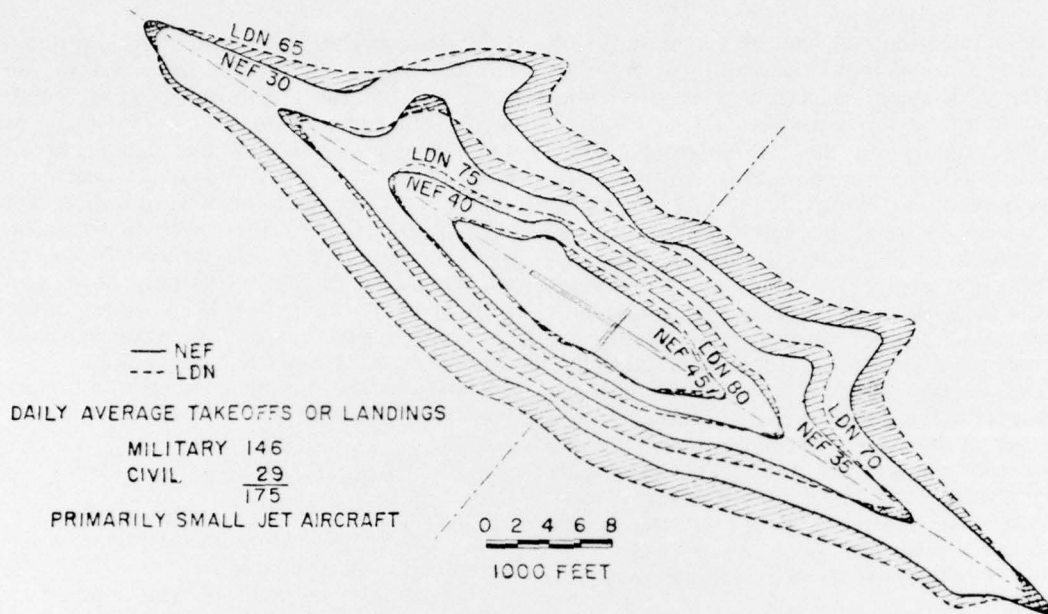 LDN 65
NEF 30
LDN 75
NEF 40
NEF 45
LDN 80
LDN 70
NEF 35
NEF
LDN
DAILY AVERAGE TAKEOFFS OR LANDINGS
MILITARY 146
CIVIL 29
175
PRIMARILY SMALL JET AIRCRAFT
0 2 4 6 8
1000 FEET